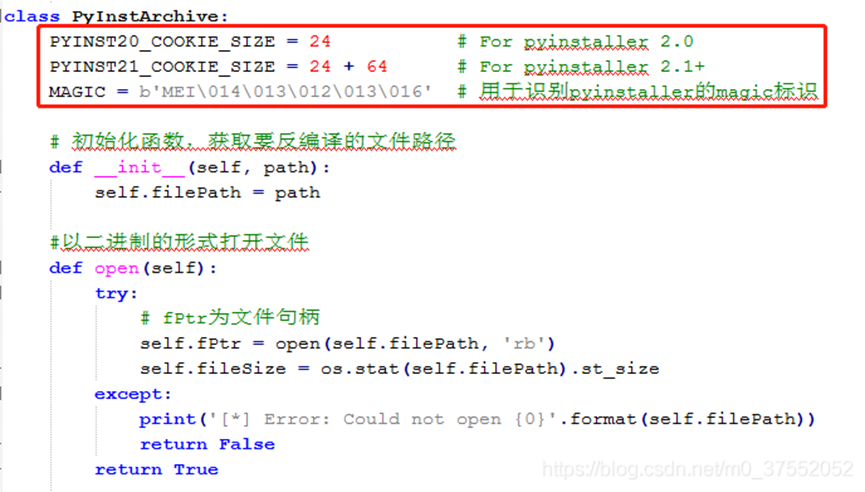 class PyInstArchive:
    PYINST20_COOKIE_SIZE = 24           # For pyinstaller 2.0
    PYINST21_COOKIE_SIZE = 24 + 64      # For pyinstaller 2.1+
    MAGIC = b'MEI\014\013\012\013\016'  # 用于识别pyinstaller的magic标识
    # 初始化函数，获取要反编译的文件路径
    def __init__(self, path):
        self.filePath = path
    #以二进制的形式打开文件
    def open(self):
        try:
            # fPtr为文件句柄
            self.fPtr = open(self.filePath, 'rb')
            self.fileSize = os.stat(self.filePath).st_size
        except:
            print('[*] Error: Could not open {0}'.format(self.filePath))
            return False
        return True
https://blog.csdn.net/m0_37552052